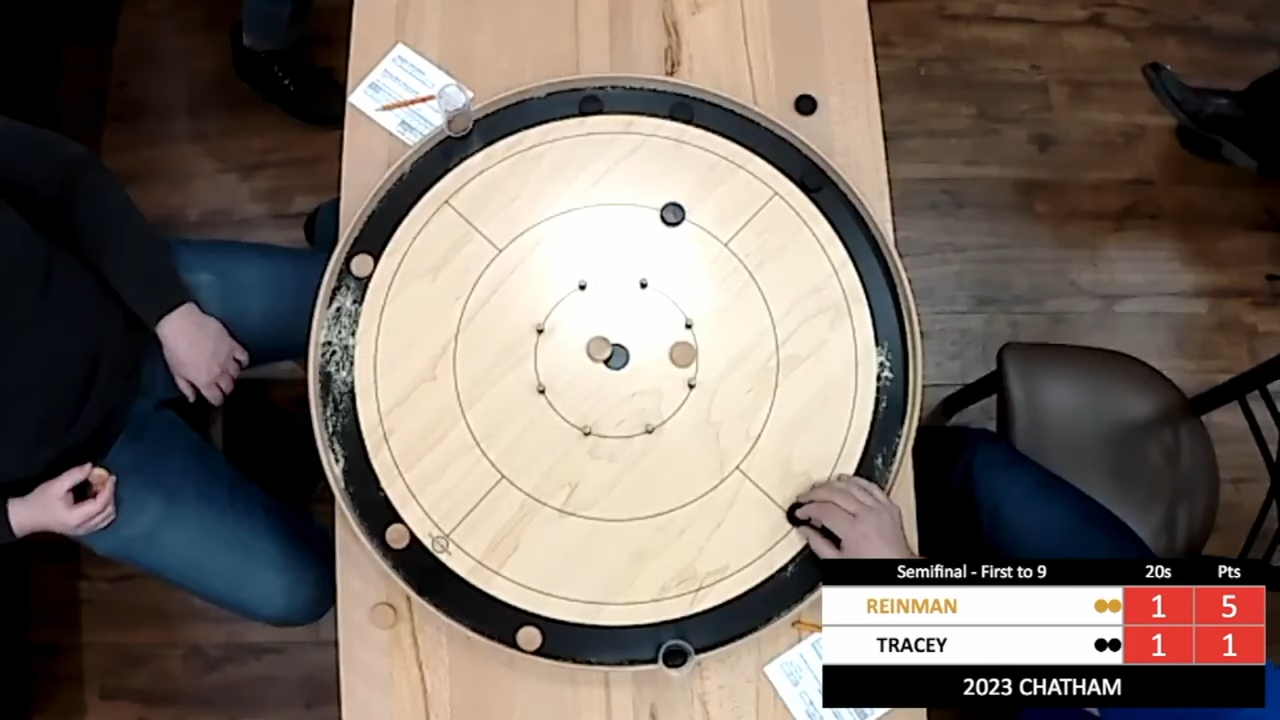 Semifinal - First to 9 20s Pts
REINMAN 1 5
TRACEY 1 1
2023 CHATHAM